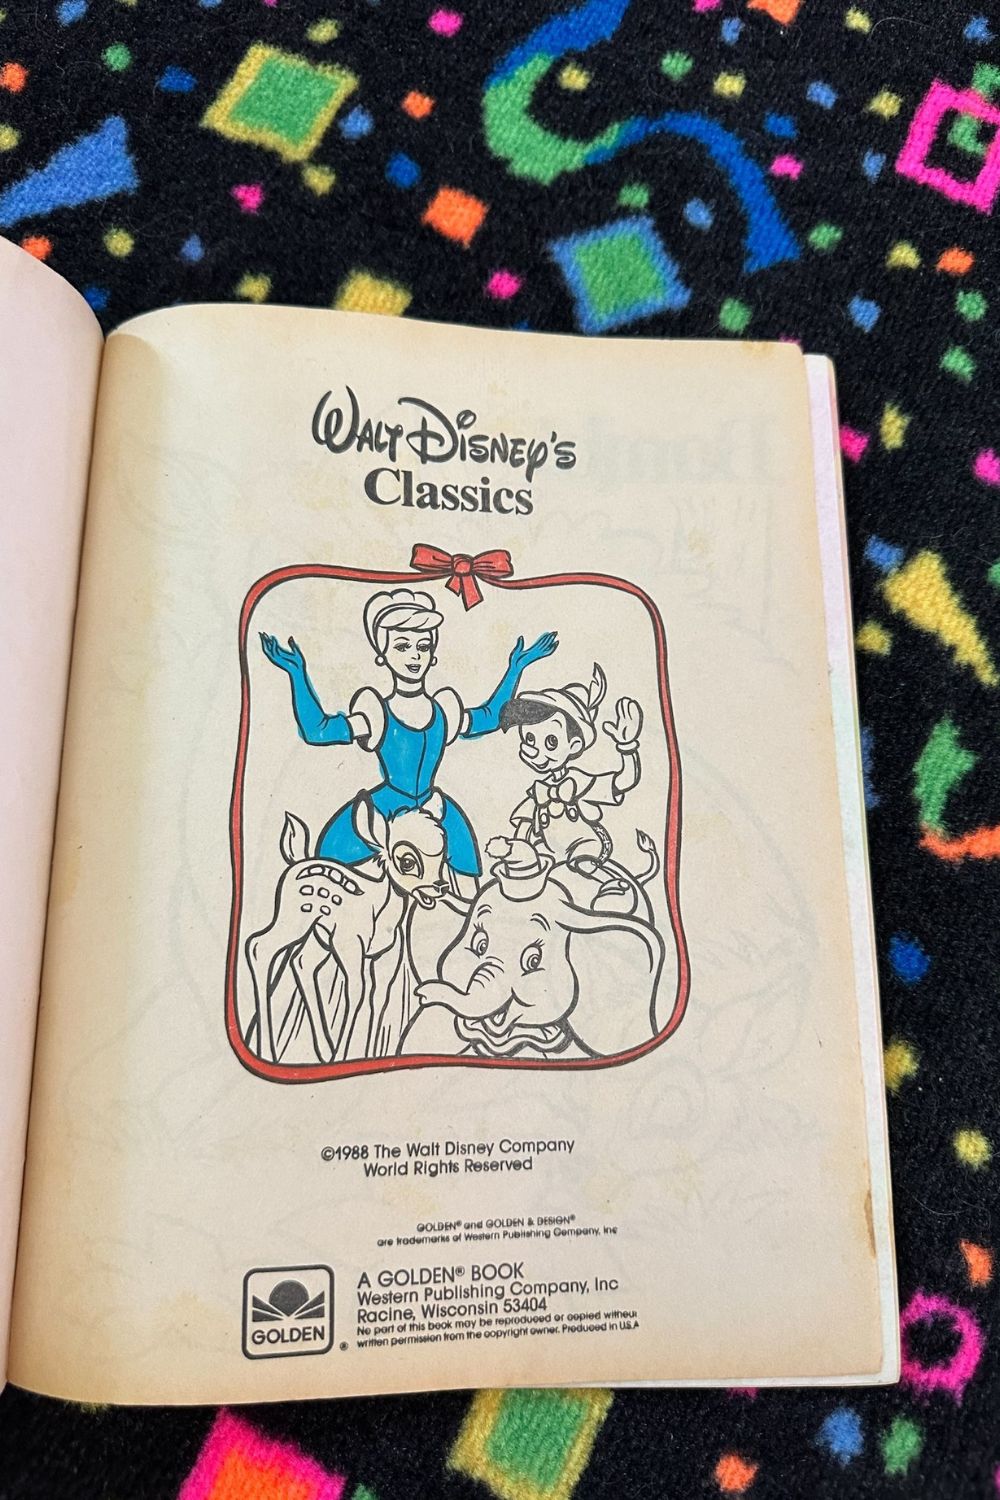 WALT DISNEY'S
Classics
©1988 The Walt Disney Company
World Rights Reserved
GOLDEN® and GOLDEN & DESIGN®
are trademarks of Western Publishing Company, Inc
A GOLDEN® BOOK
Western Publishing Company, Inc
Racine, Wisconsin 53404
No part of this book may be reproduced or copied without
written permission from the copyright owner. Produced in U.S.A
GOLDEN ®